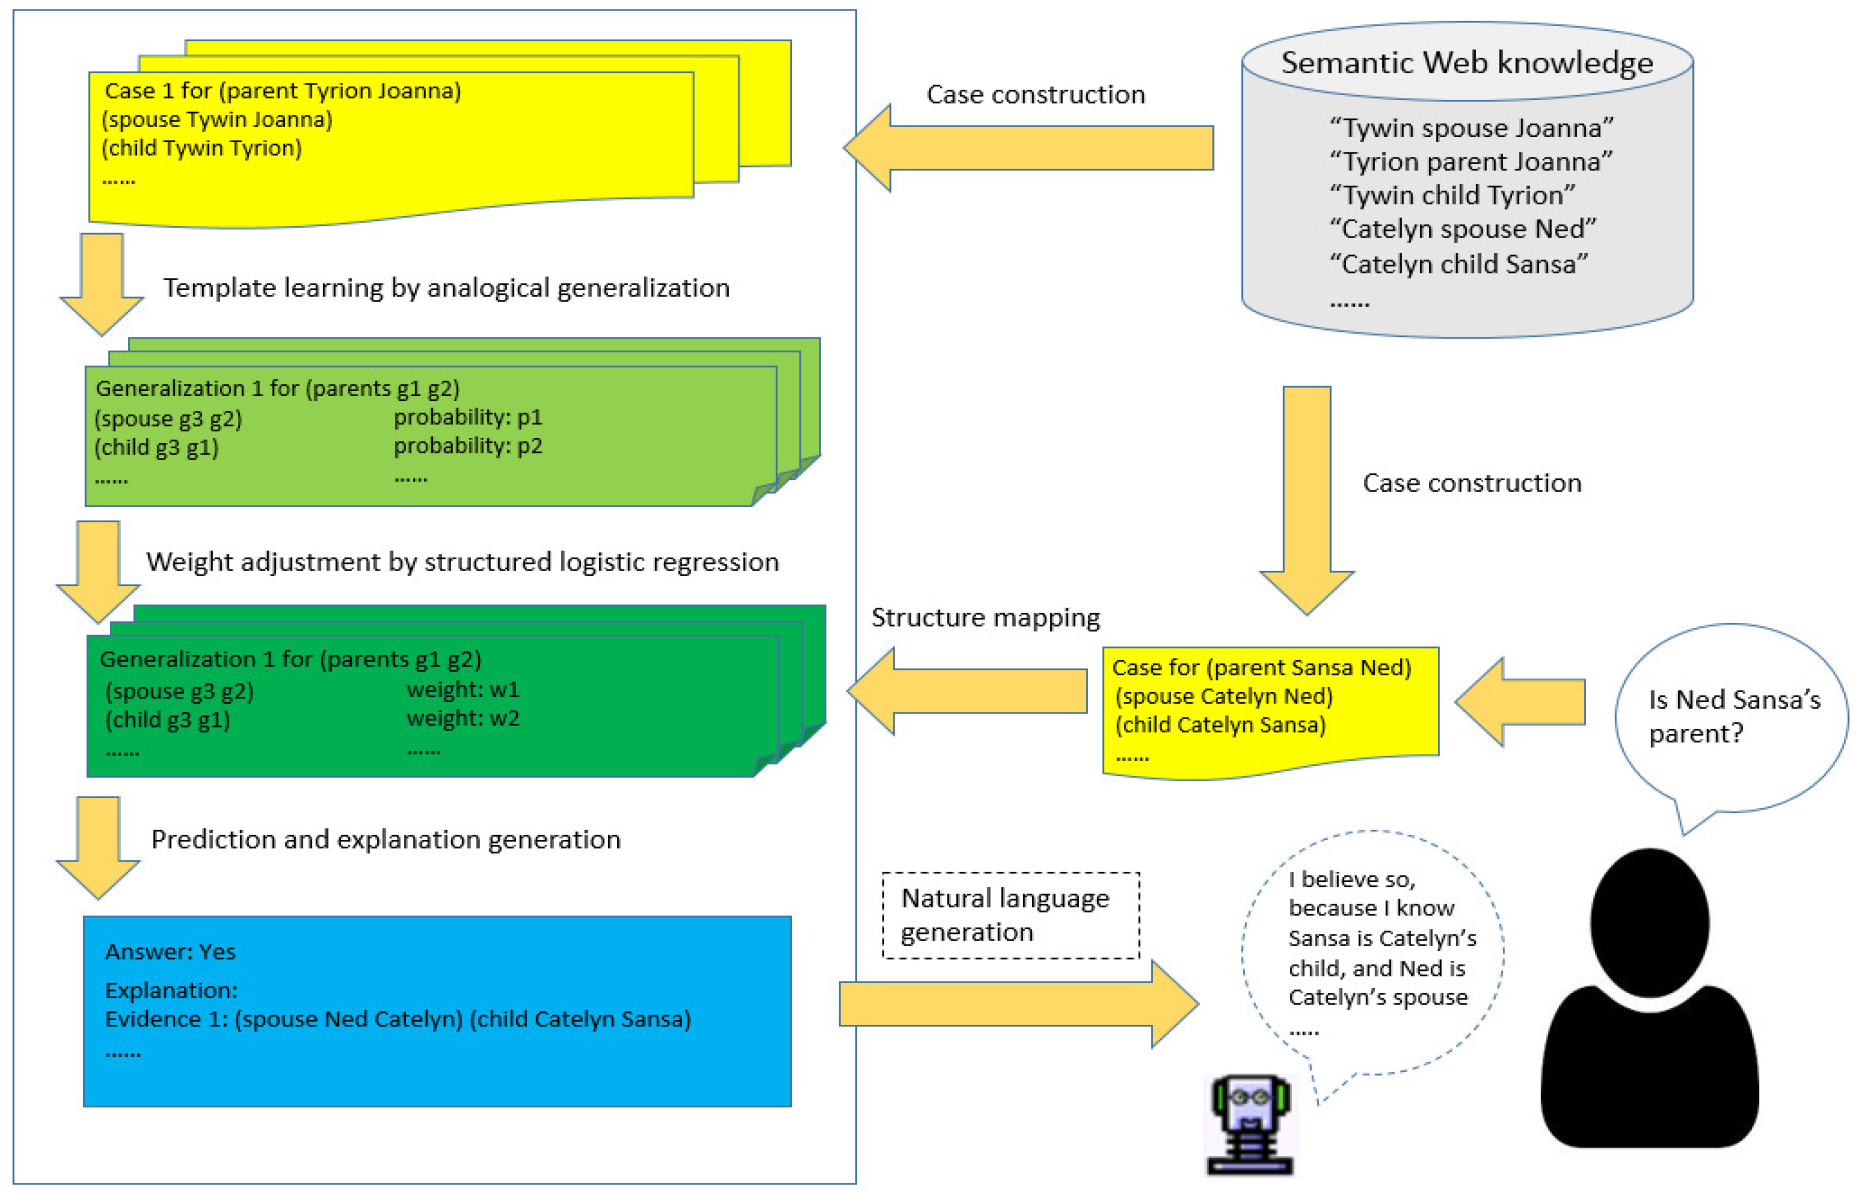 Case 1 for (parent Tyrion Joanna)
(spouse Tywin Joanna)
(child Tywin Tyrion)
......
Case construction
Semantic Web knowledge
“Tywin spouse Joanna”
“Tyrion parent Joanna”
“Tywin child Tyrion”
“Catelyn spouse Ned”
“Catelyn child Sansa”
......
Template learning by analogical generalization
Generalization 1 for (parents g1 g2)
(spouse g3 g2) probability: p1
(child g3 g1) probability: p2
...... ......
Case construction
Weight adjustment by structured logistic regression
Structure mapping
Generalization 1 for (parents g1 g2)
(spouse g3 g2) weight: w1
(child g3 g1) weight: w2
...... ......
Case for (parent Sansa Ned)
(spouse Catelyn Ned)
(child Catelyn Sansa)
......
Is Ned Sansa’s
parent?
Prediction and explanation generation
Answer: Yes
Explanation:
Evidence 1: (spouse Ned Catelyn) (child Catelyn Sansa)
......
Natural language
generation
I believe so,
because I know
Sansa is Catelyn’s
child, and Ned is
Catelyn’s spouse
.....